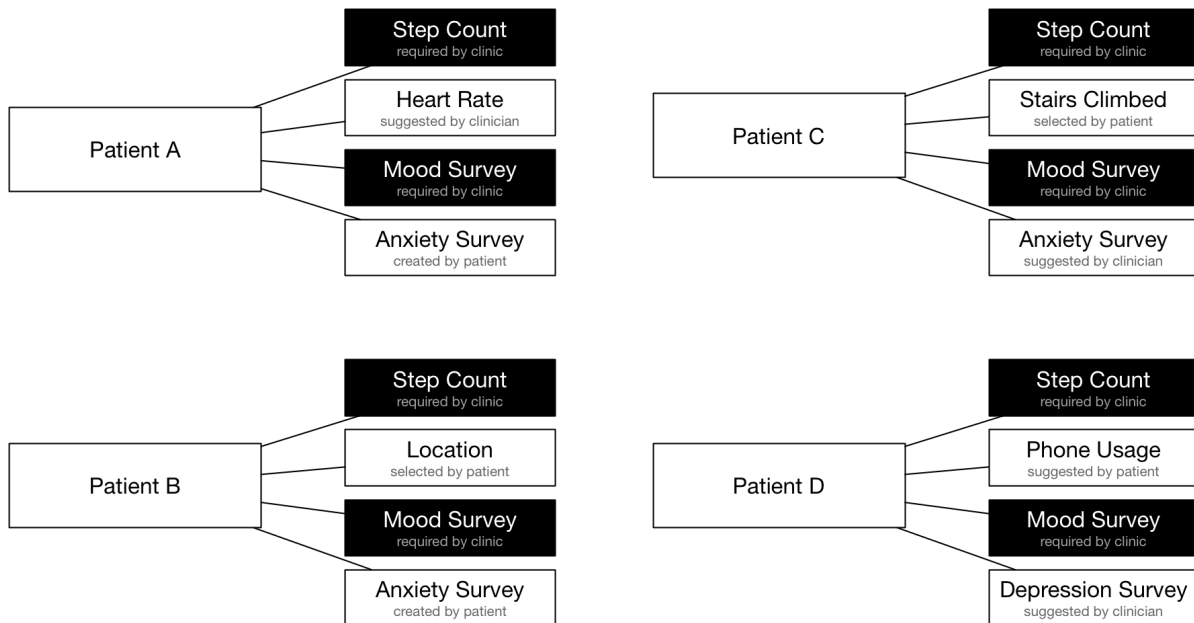 Patient A
Step Count
required by clinic
Heart Rate
suggested by clinician
Mood Survey
required by clinic
Anxiety Survey
created by patient
Patient C
Step Count
required by clinic
Stairs Climbed
selected by patient
Mood Survey
required by clinic
Anxiety Survey
suggested by clinician
Patient B
Step Count
required by clinic
Location
selected by patient
Mood Survey
required by clinic
Anxiety Survey
created by patient
Patient D
Step Count
required by clinic
Phone Usage
suggested by patient
Mood Survey
required by clinic
Depression Survey
suggested by clinician